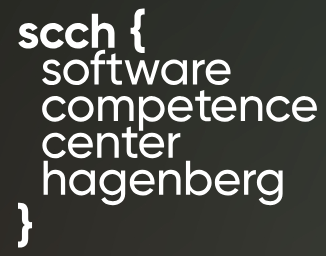 scch {
software
competence
center
hagenberg
}